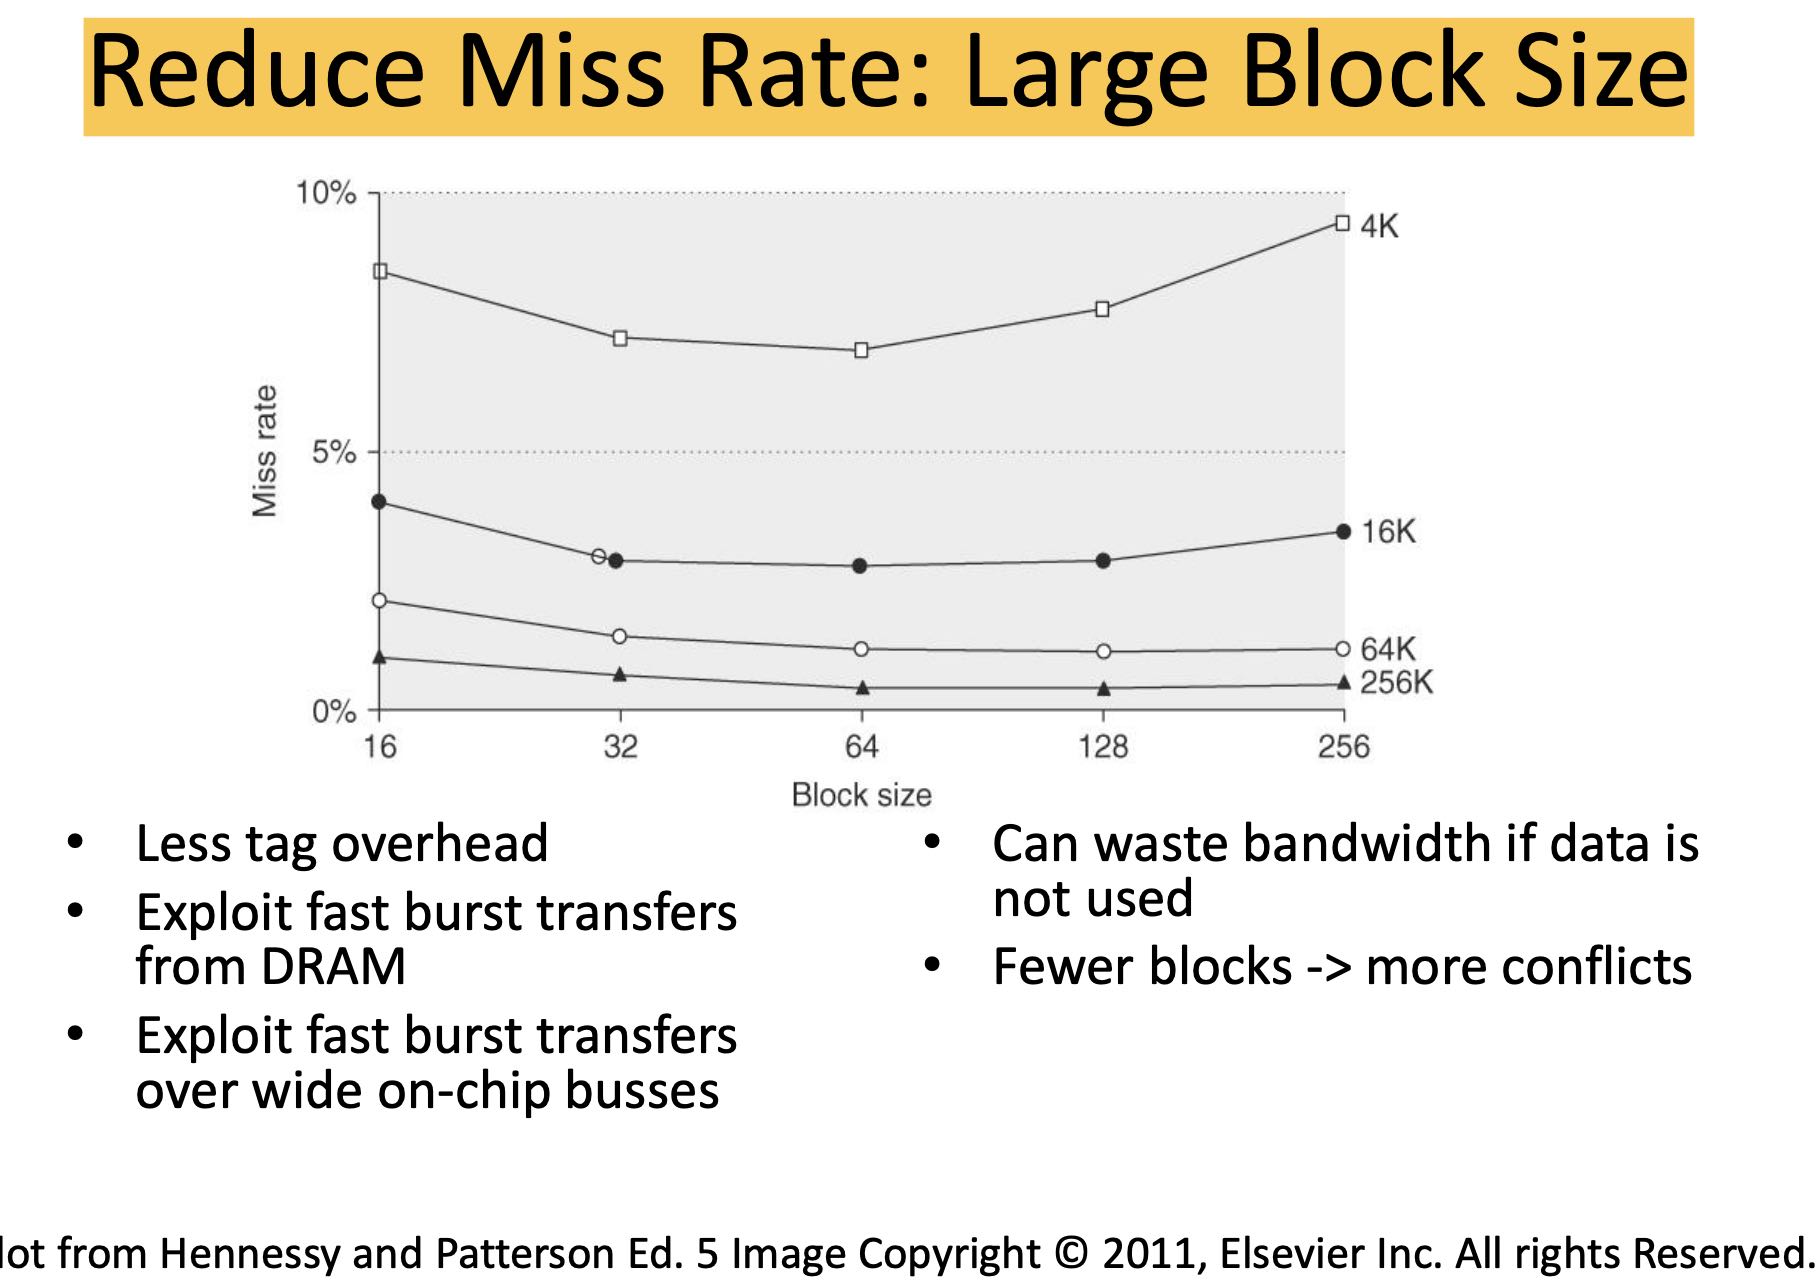 Reduce Miss Rate: Large Block Size
10%
4K
5%
Miss rate
16K
64K
256K
0%
16 32 64 128 256
Block size
• Less tag overhead
• Exploit fast burst transfers
from DRAM
• Exploit fast burst transfers
over wide on-chip busses
• Can waste bandwidth if data is
not used
• Fewer blocks -> more conflicts
lot from Hennessy and Patterson Ed. 5 Image Copyright © 2011, Elsevier Inc. All rights Reserved.